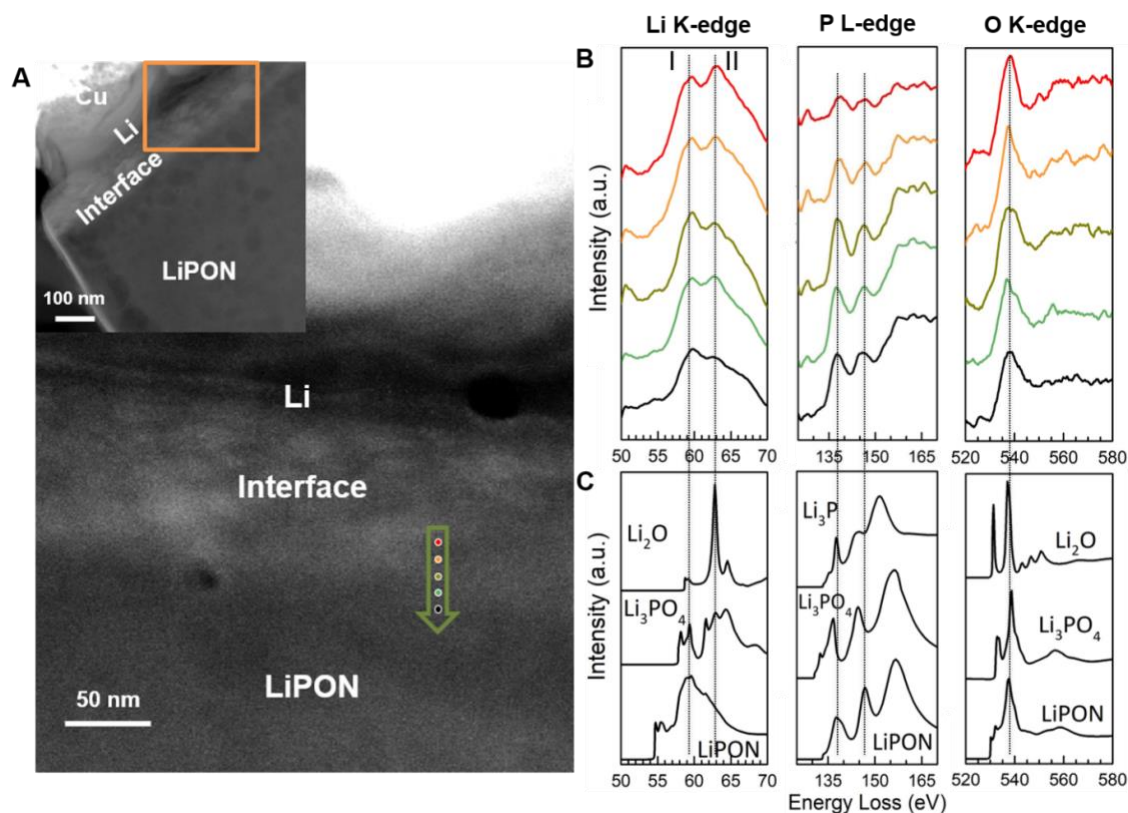 A
Cu
Li
Interface
LiPON
100 nm
Li
Interface
LiPON
50 nm
Li K-edge
P L-edge
O K-edge
B
I
II
Intensity (a.u.)
50 55 60 65 70
135 150 165
520 540 560 580
C
Li₂O
Li₃PO₄
LiPON
Li₃P
Li₃PO₄
LiPON
Li₂O
Li₃PO₄
LiPON
Intensity (a.u.)
50 55 60 65 70
135 150 165
520 540 560 580
Energy Loss (eV)